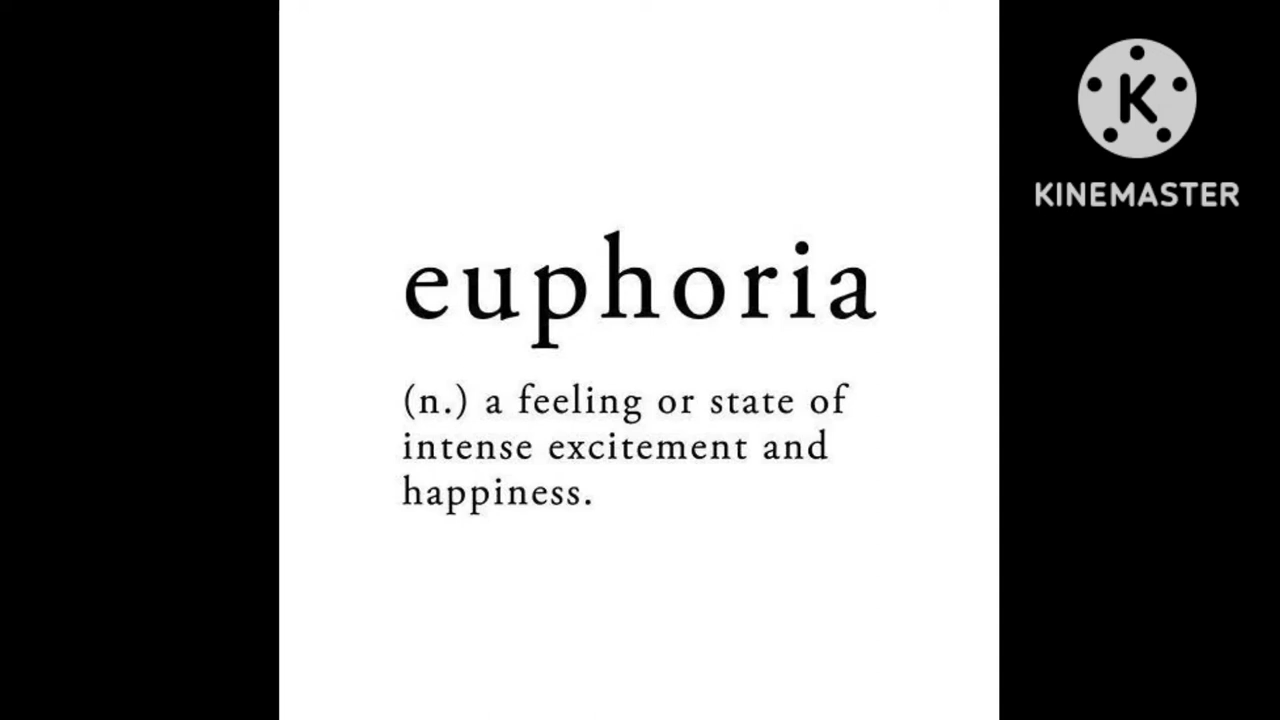 euphoria
(n.) a feeling or state of
intense excitement and
happiness.
K
KINEMASTER